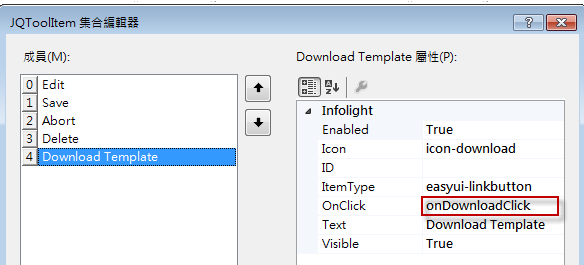 JQToolItem 集合編輯器
成員(M):
0 Edit
1 Save
2 Abort
3 Delete
4 Download Template
Download Template 屬性(P):
Infolight
Enabled True
Icon icon-download
ID
ItemType easyui-linkbutton
OnClick onDownloadClick
Text Download Template
Visible True